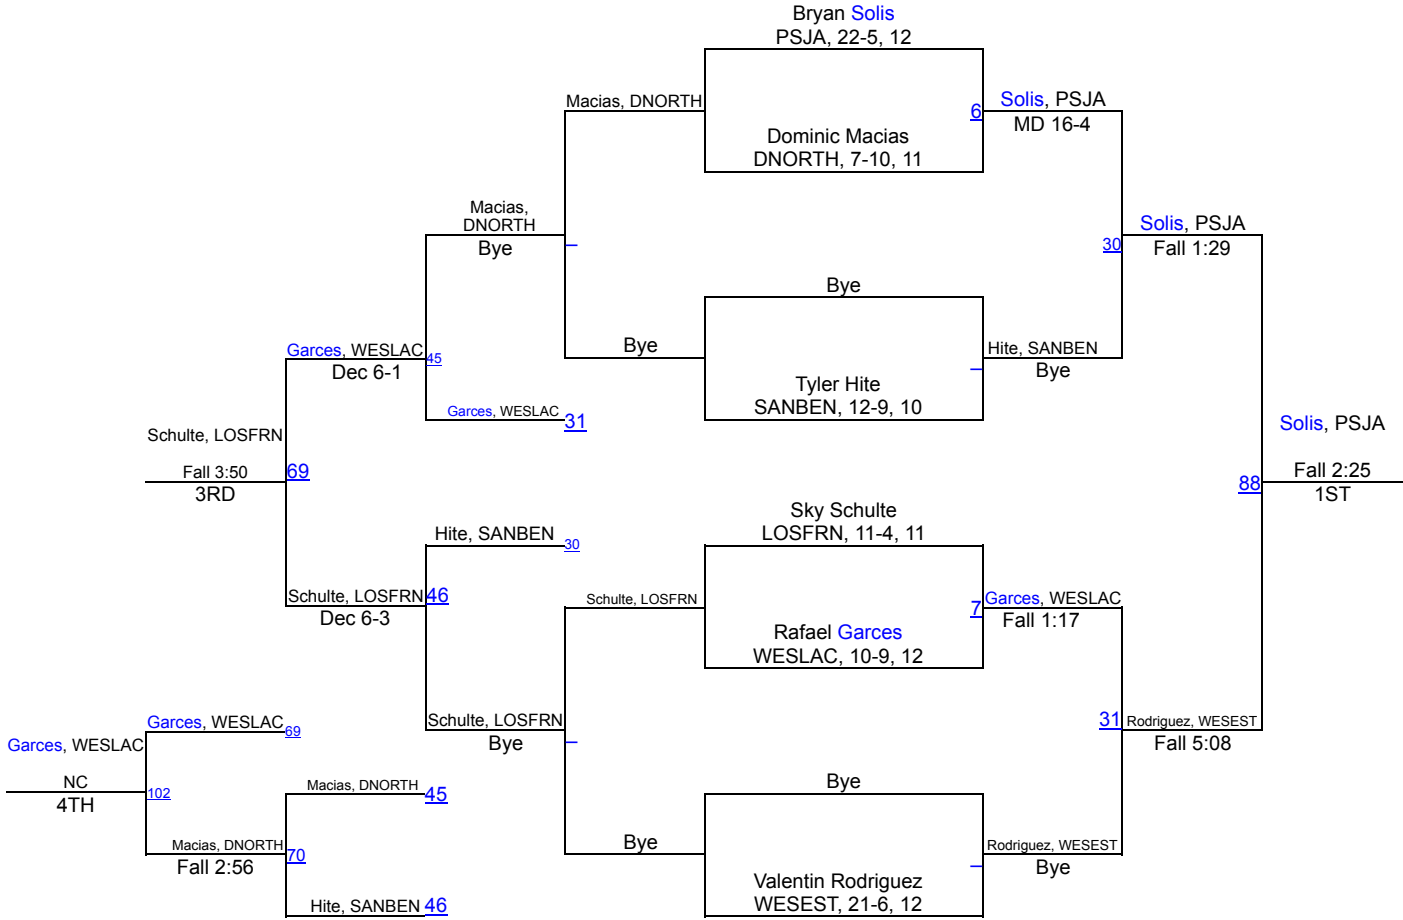 Bryan Solis
PSJA, 22-5, 12
Macias, DNORTH
6
Solis, PSJA
MD 16-4
Dominic Macias
DNORTH, 7-10, 11
Macias,
DNORTH
Bye
30
Solis, PSJA
Fall 1:29
Bye
Garces, WESLAC
45
Dec 6-1
Bye
Hite, SANBEN
Bye
Tyler Hite
SANBEN, 12-9, 10
Garces, WESLAC
31
Schulte, LOSFRN
Fall 3:50
69
3RD
Solis, PSJA
Fall 2:25
88
1ST
Sky Schulte
LOSFRN, 11-4, 11
Hite, SANBEN
30
Schulte, LOSFRN
46
Dec 6-3
Schulte, LOSFRN
7
Garces, WESLAC
Fall 1:17
Rafael Garces
WESLAC, 10-9, 12
Garces, WESLAC
69
Schulte, LOSFRN
Bye
31
Rodriguez, WESEST
Fall 5:08
Garces, WESLAC
NC
102
4TH
Macias, DNORTH
45
Bye
Macias, DNORTH
70
Fall 2:56
Bye
Rodriguez, WESEST
Bye
Valentin Rodriguez
WESEST, 21-6, 12
Hite, SANBEN
46